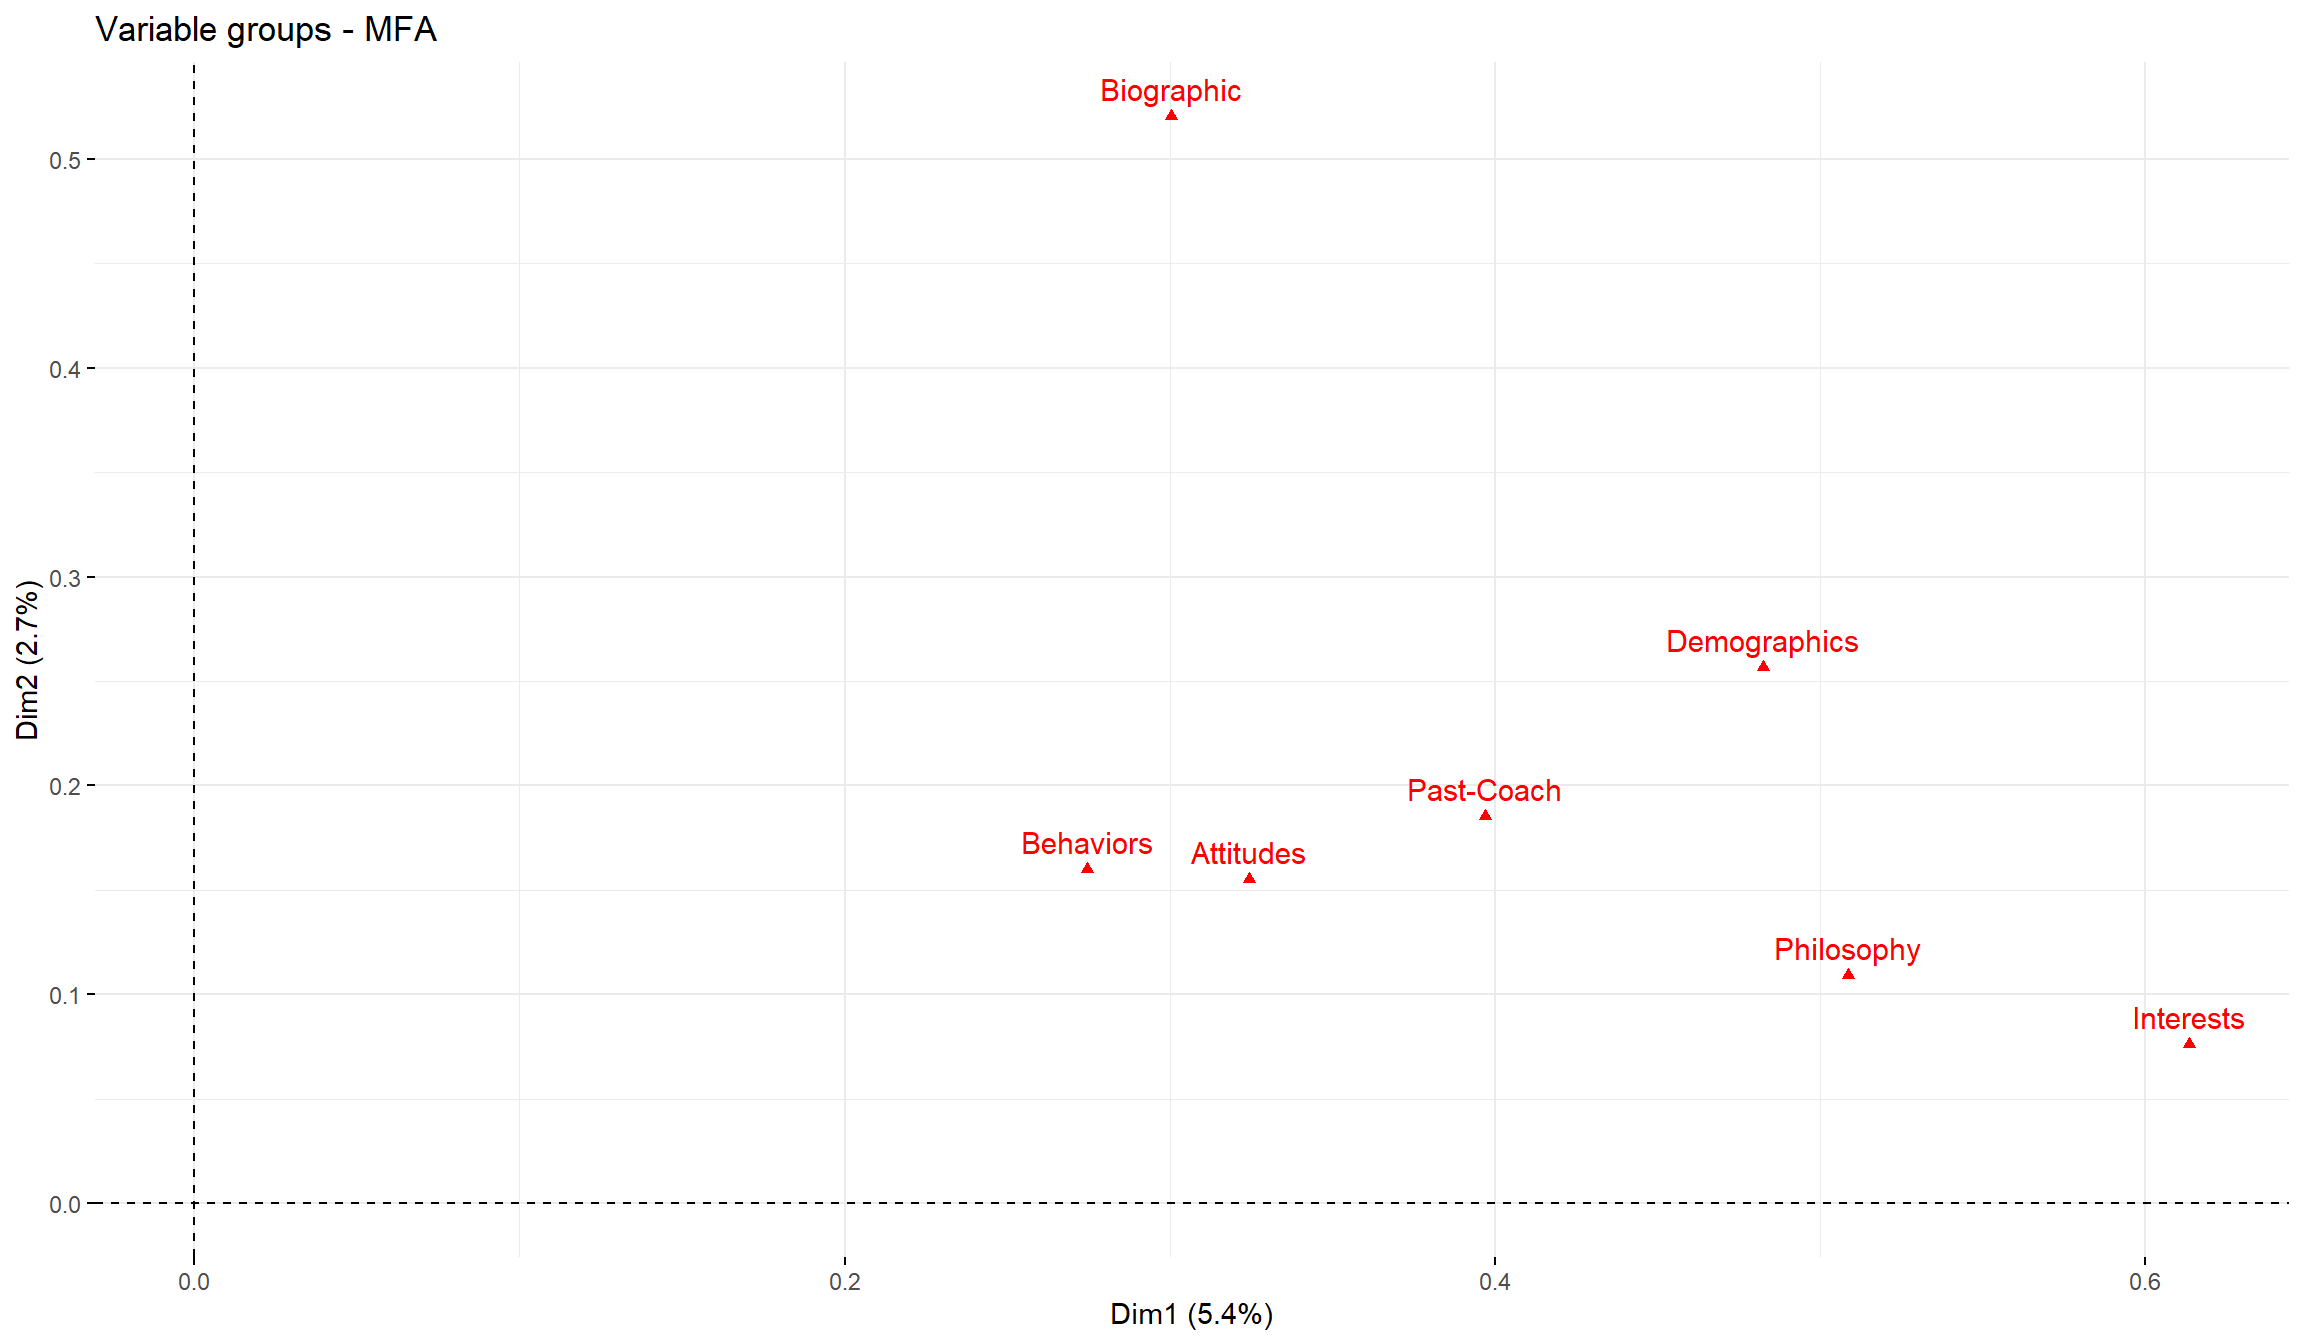 Variable groups - MFA
Biographic
0.5
0.4
0.3
Demographics
0.2
Past-Coach
Behaviors
Attitudes
Philosophy
0.1
Interests
0.0
Dim2 (2.7%)
0.0 0.2 0.4 0.6
Dim1 (5.4%)